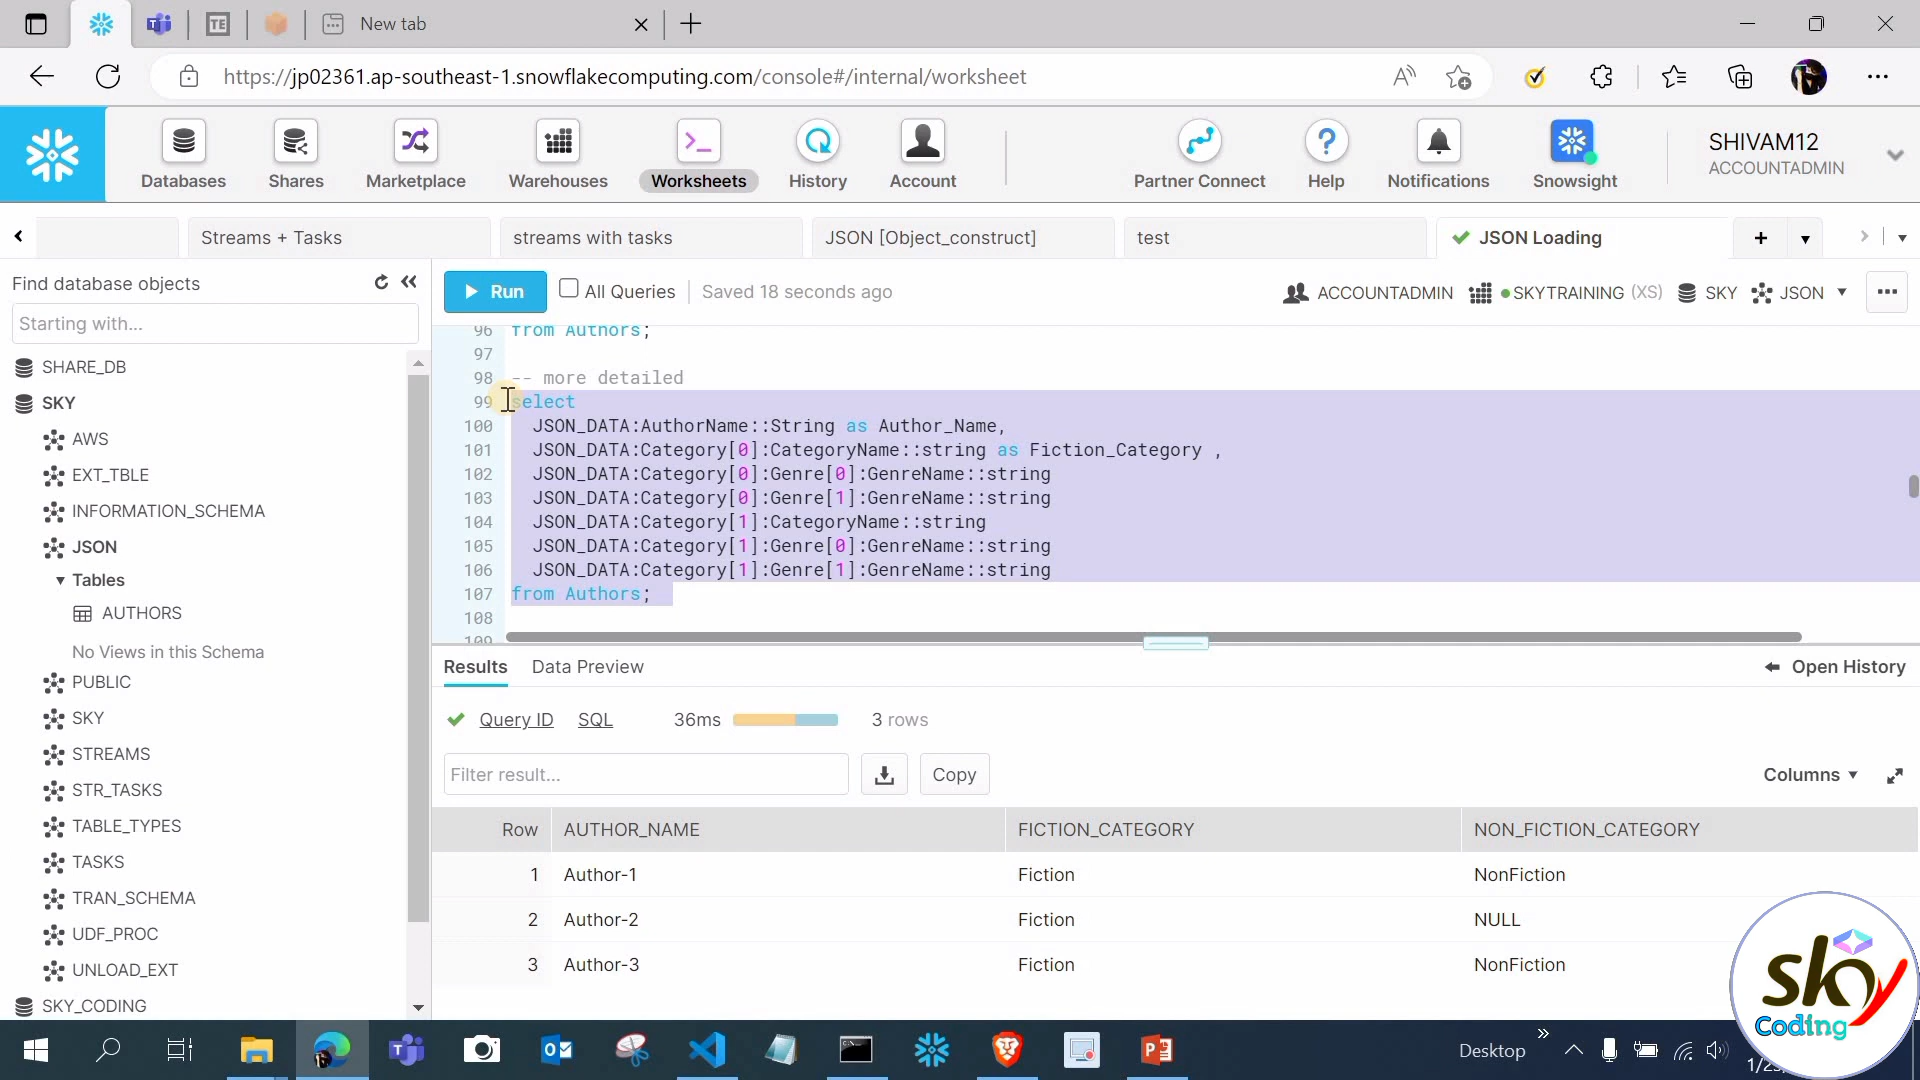 TE
New tab
https://jp02361.ap-southeast-1.snowflakecomputing.com/console#/internal/worksheet
Databases
Shares
Marketplace
Warehouses
Worksheets
History
Account
Partner Connect
Help
Notifications
Snowsight
SHIVAM12
ACCOUNTADMIN
Streams + Tasks
streams with tasks
JSON [Object_construct]
test
JSON Loading
Find database objects
Starting with...
SHARE_DB
SKY
AWS
EXT_TBLE
INFORMATION_SCHEMA
JSON
Tables
AUTHORS
No Views in this Schema
PUBLIC
SKY
STREAMS
STR_TASKS
TABLE_TYPES
TASKS
TRAN_SCHEMA
UDF_PROC
UNLOAD_EXT
SKY_CODING
Run
All Queries
Saved 18 seconds ago
ACCOUNTADMIN
SKYTRAINING (XS)
SKY
JSON
96 from Authors;
97
98 -- more detailed
99 select
100 JSON_DATA:AuthorName::String as Author_Name,
101 JSON_DATA:Category[0]:CategoryName::string as Fiction_Category ,
102 JSON_DATA:Category[0]:Genre[0]:GenreName::string
103 JSON_DATA:Category[0]:Genre[1]:GenreName::string
104 JSON_DATA:Category[1]:CategoryName::string
105 JSON_DATA:Category[1]:Genre[0]:GenreName::string
106 JSON_DATA:Category[1]:Genre[1]:GenreName::string
107 from Authors;
108
109
Results
Data Preview
Open History
Query ID
SQL
36ms
3 rows
Filter result...
Copy
Columns
Row AUTHOR_NAME FICTION_CATEGORY NON_FICTION_CATEGORY
1 Author-1 Fiction NonFiction
2 Author-2 Fiction NULL
3 Author-3 Fiction NonFiction
sky
Coding
Desktop